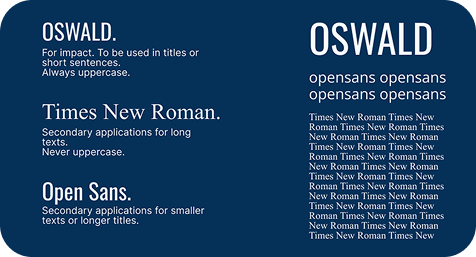 OSWALD.
For impact. To be used in titles or
short sentences.
Always uppercase.
Times New Roman.
Secondary applications for long
texts.
Never uppercase.
Open Sans.
Secondary applications for smaller
texts or longer titles.
OSWALD
opensans opensans
opensans opensans
Times New Roman Times New
Roman Times New Roman Times
New Roman Times New Roman
Times New Roman Times New
Roman Times New Roman Times
New Roman Times New Roman
Times New Roman Times New
Roman Times New Roman Times
New Roman Times New Roman
Times New Roman Times New
Roman Times New Roman Times
New Roman Times New Roman
Times New Roman Times New